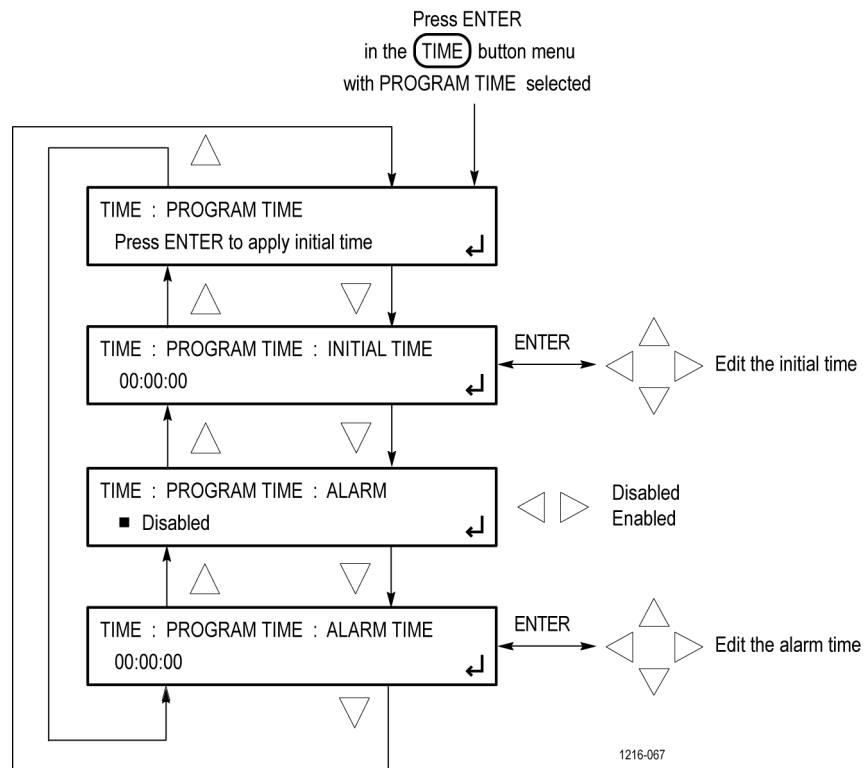 Press ENTER
in the TIME button menu
with PROGRAM TIME selected
TIME : PROGRAM TIME
Press ENTER to apply initial time
TIME : PROGRAM TIME : INITIAL TIME
00:00:00
ENTER
Edit the initial time
TIME : PROGRAM TIME : ALARM
■ Disabled
Disabled
Enabled
TIME : PROGRAM TIME : ALARM TIME
00:00:00
ENTER
Edit the alarm time
1216-067